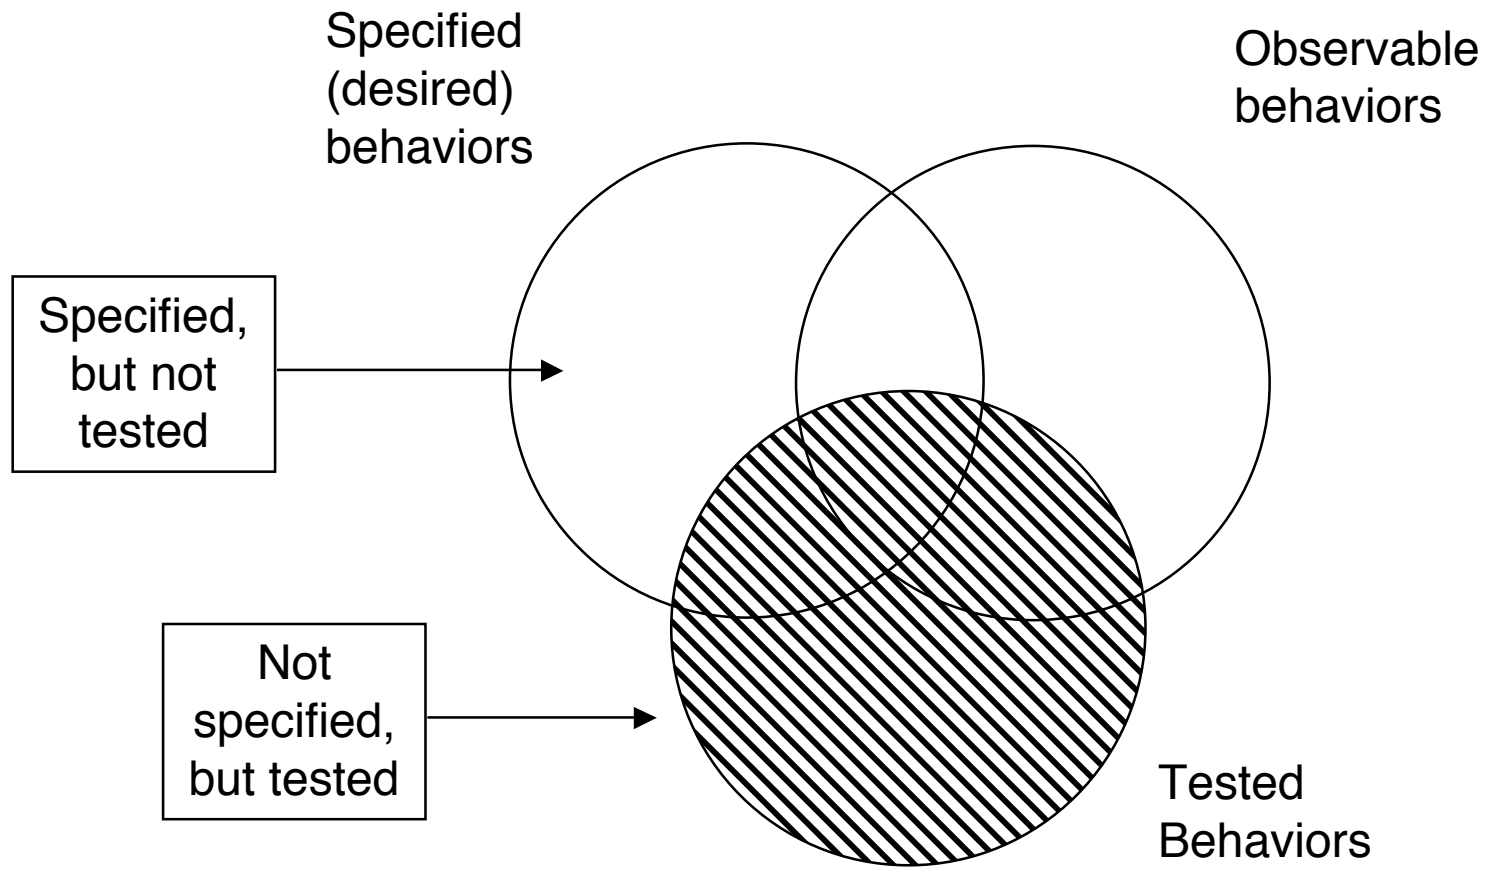 Specified
(desired)
behaviors
Observable
behaviors
Specified,
but not
tested
Not
specified,
but tested
Tested
Behaviors